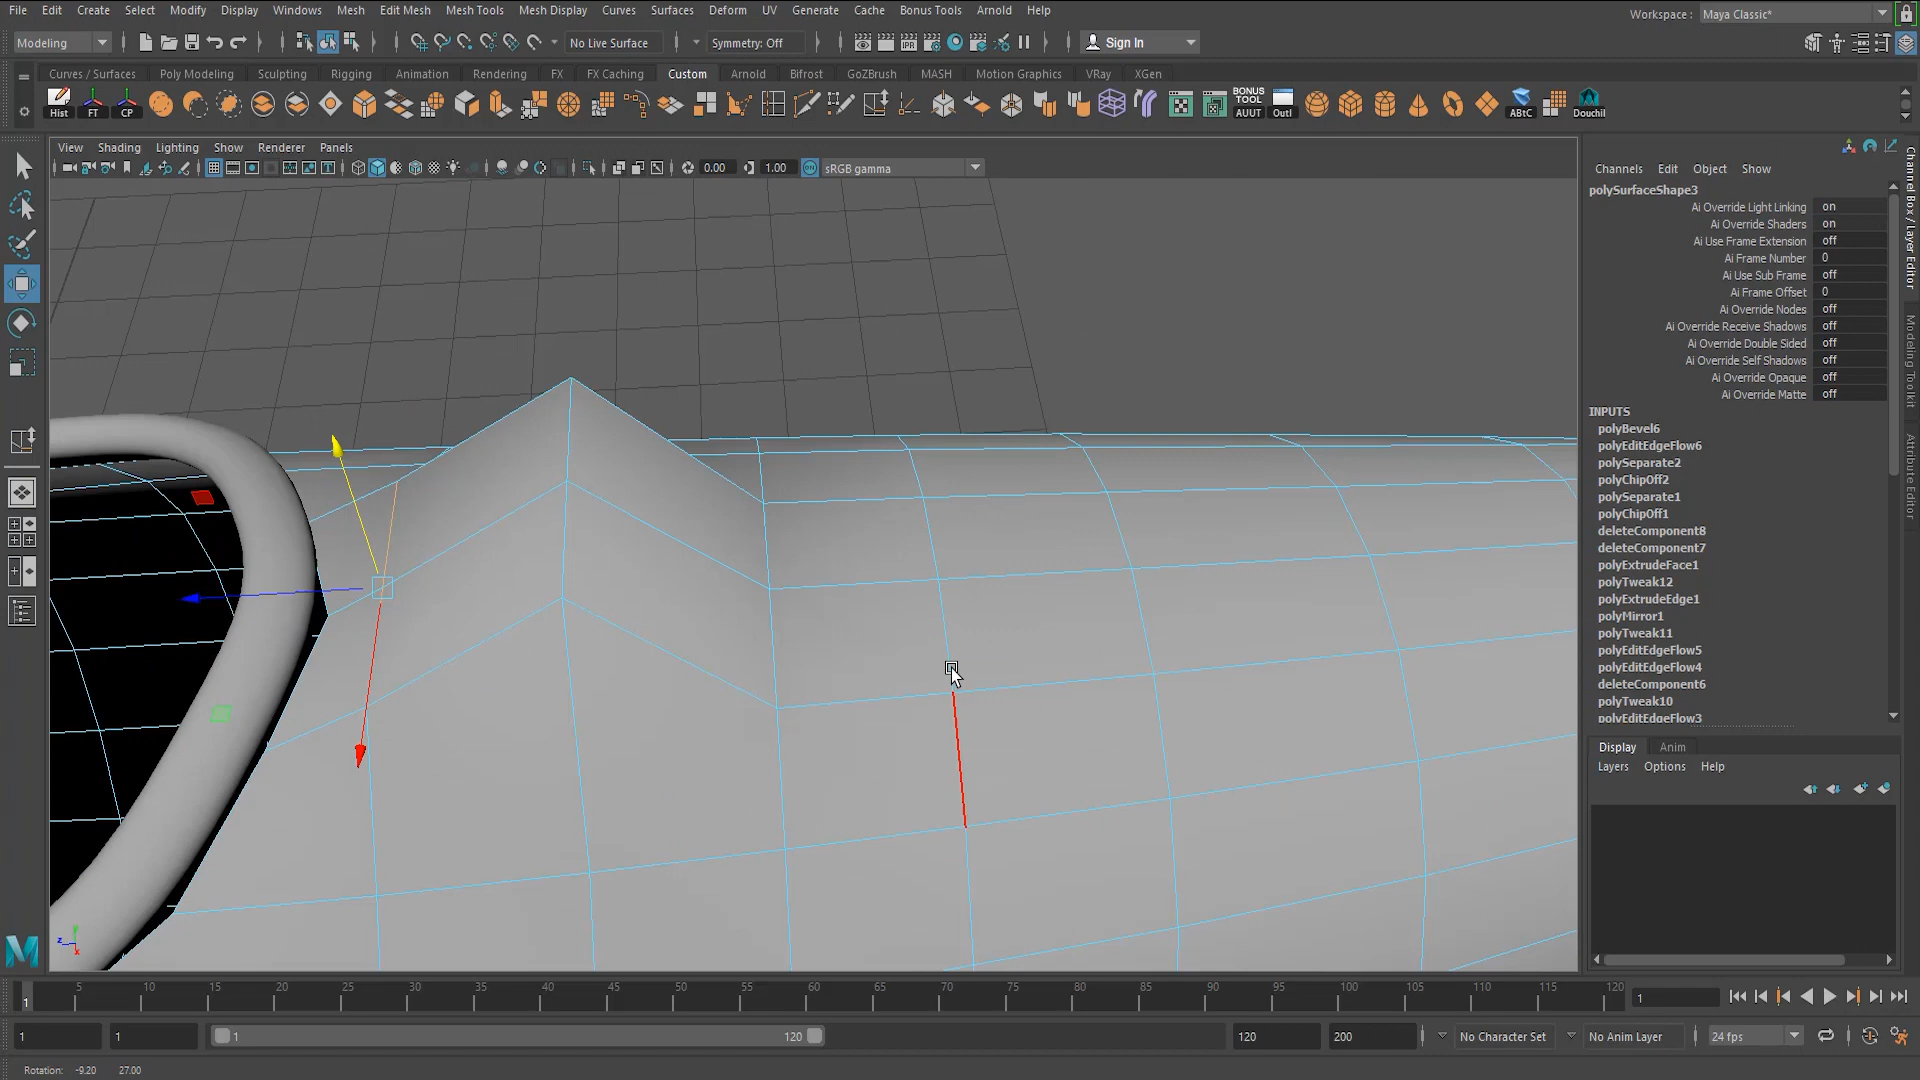 File Edit Create Select Modify Display Windows Mesh Edit Mesh Mesh Tools Mesh Display Curves Surfaces Deform UV Generate Cache Bonus Tools Arnold Help
Workspace : Maya Classic*
Modeling No Live Surface Symmetry: Off Sign In
Curves / Surfaces Poly Modeling Sculpting Rigging Animation Rendering FX FX Caching Custom Arnold Bifrost GoZBrush MASH Motion Graphics VRay XGen
Hist FT CP BONUS TOOL AUUT Outl ABtC Douchil
View Shading Lighting Show Renderer Panels
0.00 1.00 sRGB gamma
Channels Edit Object Show
polySurfaceShape3
Ai Override Light Linking on
Ai Override Shaders on
Ai Use Frame Extension off
Ai Frame Number 0
Ai Use Sub Frame off
Ai Frame Offset 0
Ai Override Nodes off
Ai Override Receive Shadows off
Ai Override Double Sided off
Ai Override Self Shadows off
Ai Override Opaque off
Ai Override Matte off
INPUTS
polyBevel6
polyEditEdgeFlow6
polySeparate2
polyChipOff2
polySeparate1
polyChipOff1
deleteComponent8
deleteComponent7
polyExtrudeFace1
polyTweak12
polyExtrudeEdge1
polyMirror1
polyTweak11
polyEditEdgeFlow5
polyEditEdgeFlow4
deleteComponent6
polyTweak10
polyEditEdgeFlow3
Channel Box / Layer Editor
Modeling Toolkit
Attribute Editor
Display Anim
Layers Options Help
z x
5 10 15 20 25 30 35 40 45 50 55 60 65 70 75 80 85 90 95 100 105 110 115 120
1 1
1 1 1 120 120 200 No Character Set No Anim Layer 24 fps
Rotation: -9.20 27.00